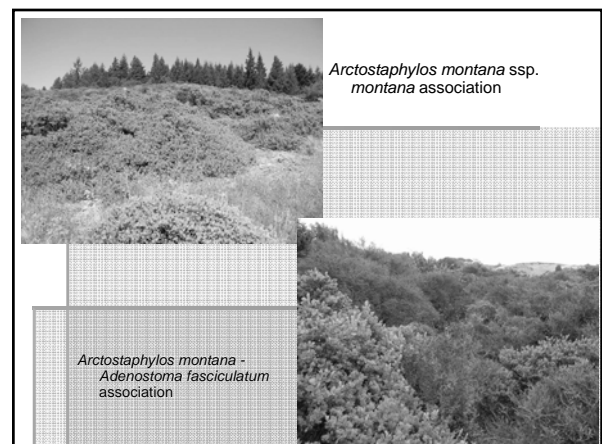 Arctostaphylos montana ssp.
montana association
Arctostaphylos montana -
Adenostoma fasciculatum
association